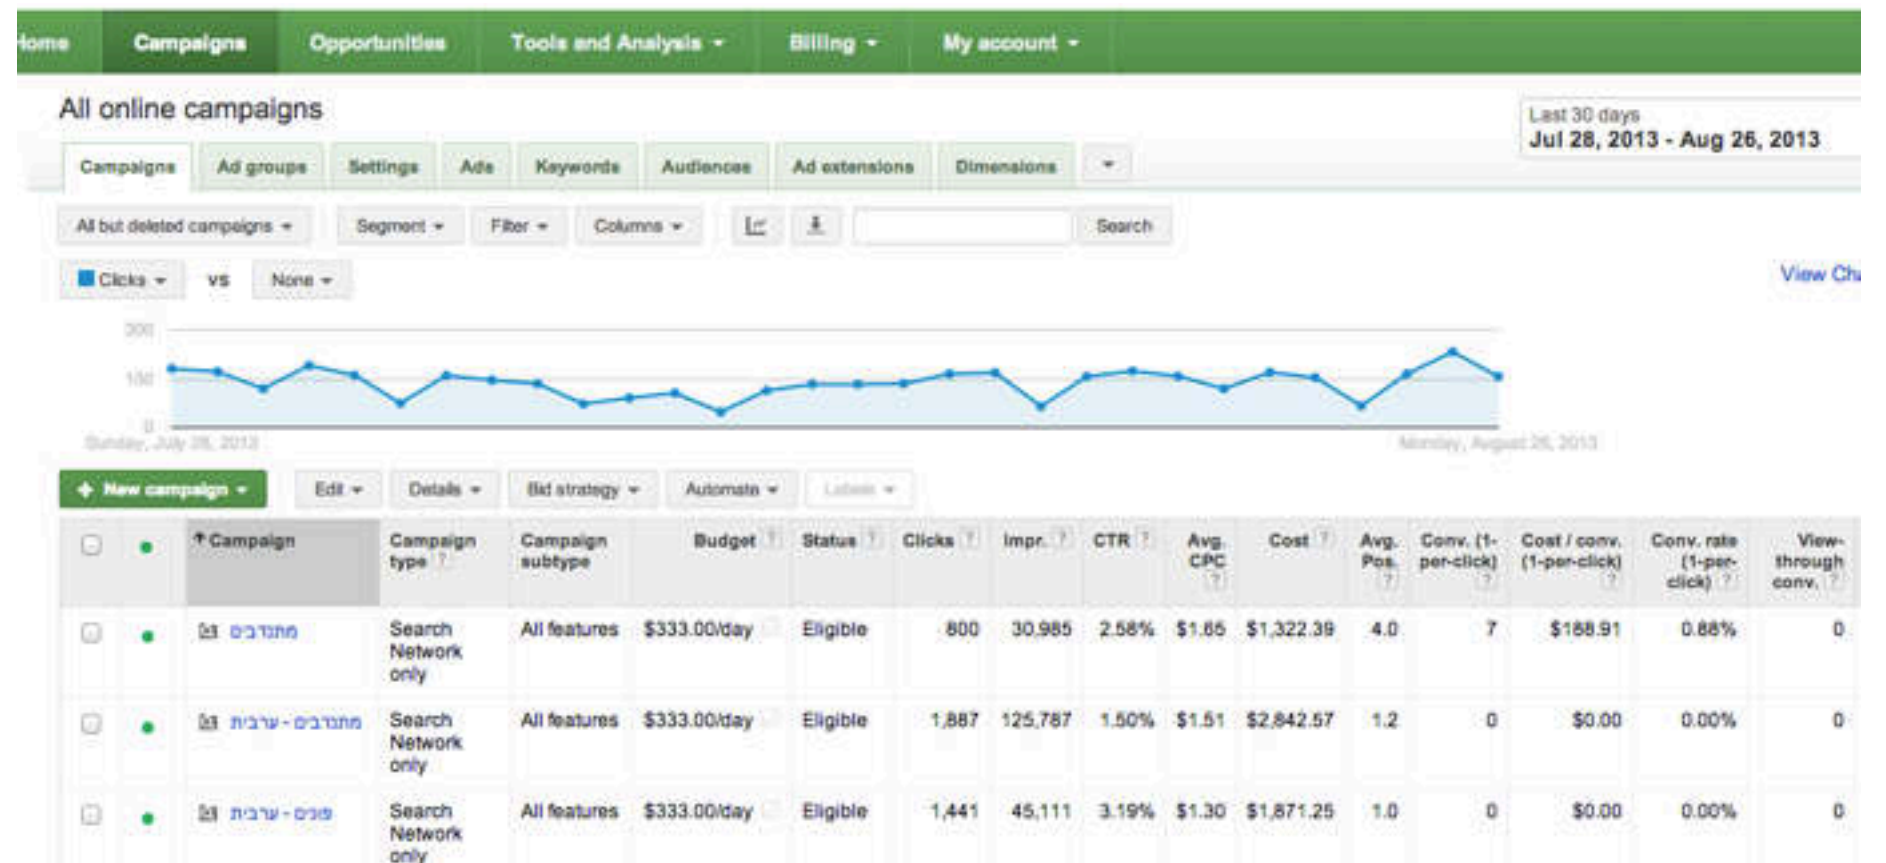 Home Campaigns Opportunities Tools and Analysis Billing My account
All online campaigns
Last 30 days
Jul 28, 2013 - Aug 26, 2013
Campaigns Ad groups Settings Ads Keywords Audiences Ad extensions Dimensions
All but deleted campaigns Segment Filter Columns Search
Clicks vs None
View Cha
200
100
0
Sunday, July 28, 2013 Monday, August 26, 2013
+ New campaign Edit Details Bid strategy Automate Labels
Campaign Campaign type ? Campaign subtype Budget ? Status ? Clicks ? Impr. ? CTR ? Avg. CPC ? Cost ? Avg. Pos. ? Conv. (1-per-click) ? Cost / conv. (1-per-click) ? Conv. rate (1-per-click) ? View-through conv. ?
מתנדבים Search Network only All features $333.00/day Eligible 800 30,985 2.58% $1.65 $1,322.39 4.0 7 $188.91 0.88% 0
מתנדבים - ערבית Search Network only All features $333.00/day Eligible 1,887 125,787 1.50% $1.51 $2,842.57 1.2 0 $0.00 0.00% 0
פונים - ערבית Search Network only All features $333.00/day Eligible 1,441 45,111 3.19% $1.30 $1,871.25 1.0 0 $0.00 0.00% 0